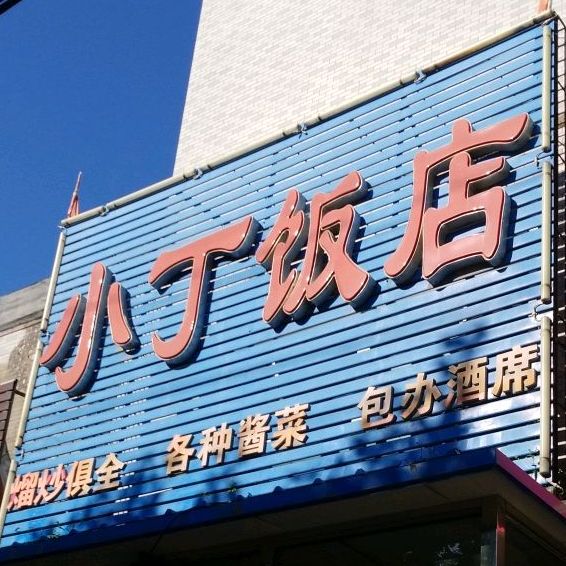 小丁饭店
熘炒俱全 各种酱菜 包办酒席